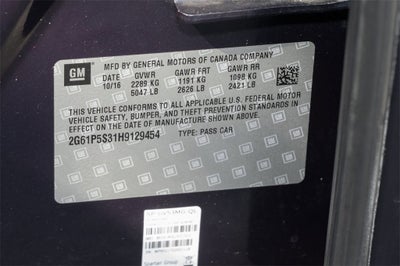 GM
MFD BY GENERAL MOTORS OF CANADA COMPANY
DATE GVWR GAWR FRT GAWR RR
10/16 2289 KG 1191 KG 1098 KG
5047 LB 2626 LB 2421 LB
THIS VEHICLE CONFORMS TO ALL APPLICABLE U.S. FEDERAL MOTOR
VEHICLE SAFETY, BUMPER, AND THEFT PREVENTION STANDARDS IN
EFFECT ON THE DATE OF MANUFACTURE SHOWN ABOVE.
2G61P5S31H9129454 TYPE: PASS CAR
Spartan Group